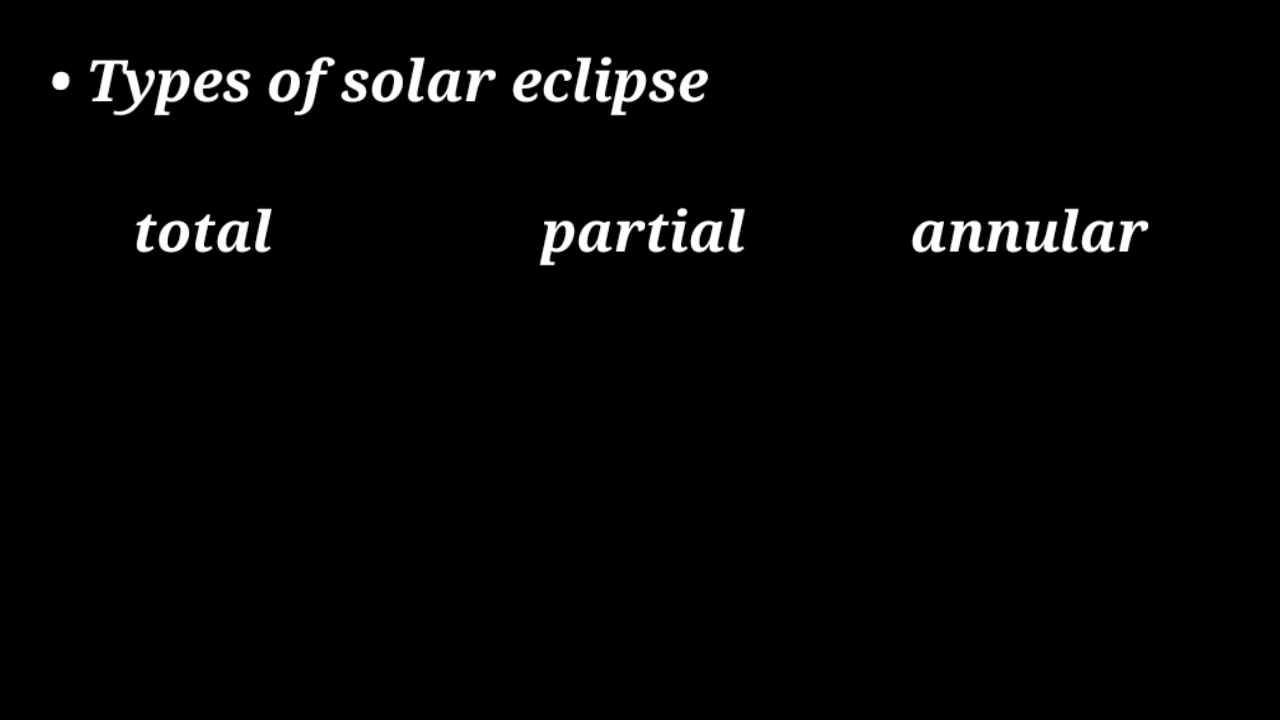 • Types of solar eclipse
total partial annular